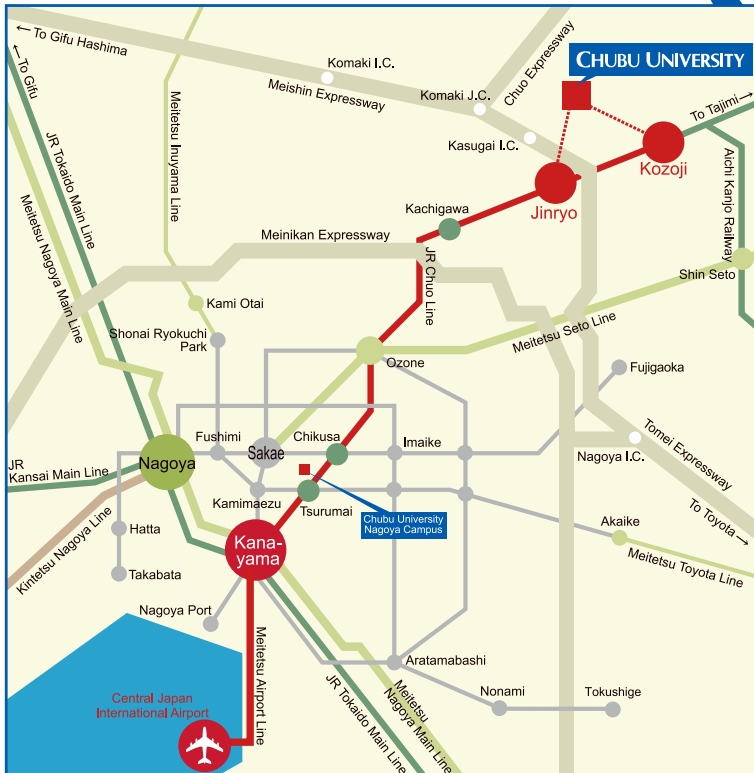 ← To Gifu Hashima
← To Gifu
Komaki I.C.
Meishin Expressway
Chuo Expressway
Komaki J.C.
Kasugai I.C.
CHUBU UNIVERSITY
To Tajimi →
Kozoji
Jinryo
Aichi Kanjo Railway
Meitetsu Inuyama Line
JR Tokaido Main Line
Meitetsu Nagoya Main Line
Kachigawa
Meinikan Expressway
JR Chuo Line
Shin Seto
Meitetsu Seto Line
Kami Otai
Shonai Ryokuchi
Park
Ozone
Fujigaoka
Fushimi
Sakae
Chikusa
Imaike
Nagoya
Nagoya I.C.
Tomei Expressway
To Toyota →
JR
Kansai Main Line
Kintetsu Nagoya Line
Kamimaezu
Tsurumai
Chubu University
Nagoya Campus
Hatta
Takabata
Kana-
yama
Akaike
Meitetsu Toyota Line
Nagoya Port
Meitetsu Airport Line
Aratamabashi
JR Tokaido Main Line
Meitetsu
Nagoya Main Line
Nonami
Tokushige
Central Japan
International Airport